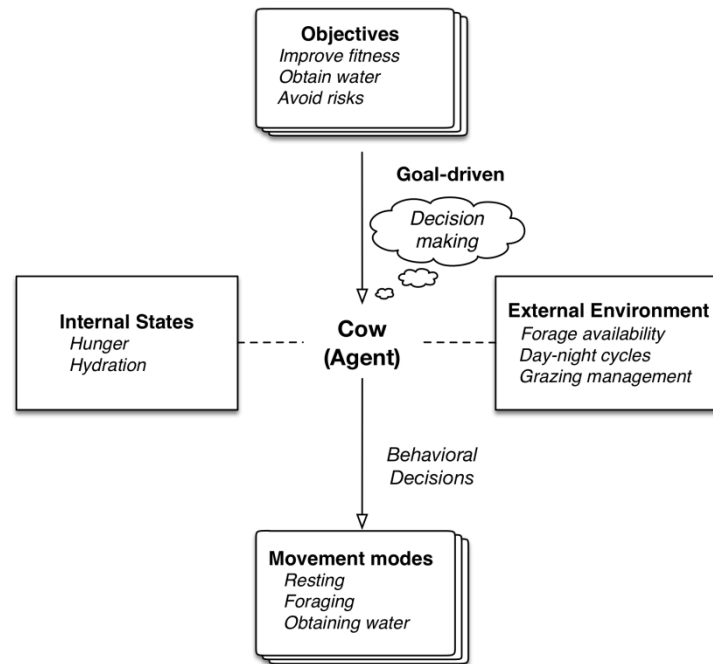 Objectives
Improve fitness
Obtain water
Avoid risks
Goal-driven
Decision
making
Internal States
Hunger
Hydration
Cow
(Agent)
External Environment
Forage availability
Day-night cycles
Grazing management
Behavioral
Decisions
Movement modes
Resting
Foraging
Obtaining water